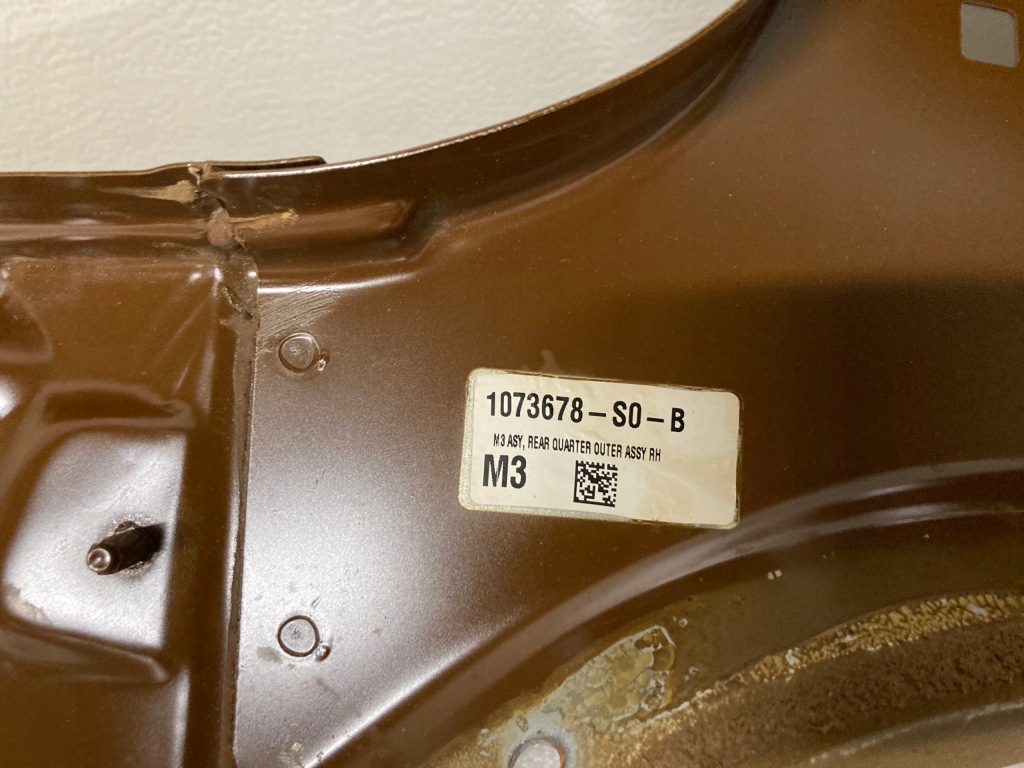 1073678-S0-B
M3 ASY, REAR QUARTER OUTER ASSY RH
M3